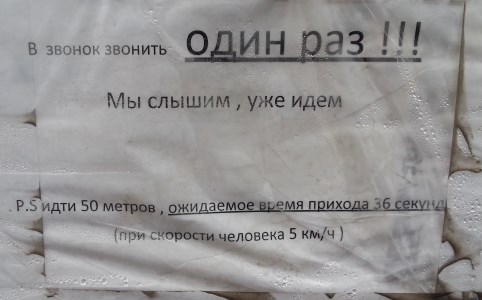 В звонок звонить один раз !!!
Мы слышим , уже идем
P.S идти 50 метров , ожидаемое время прихода 36 секунд
(при скорости человека 5 км/ч )